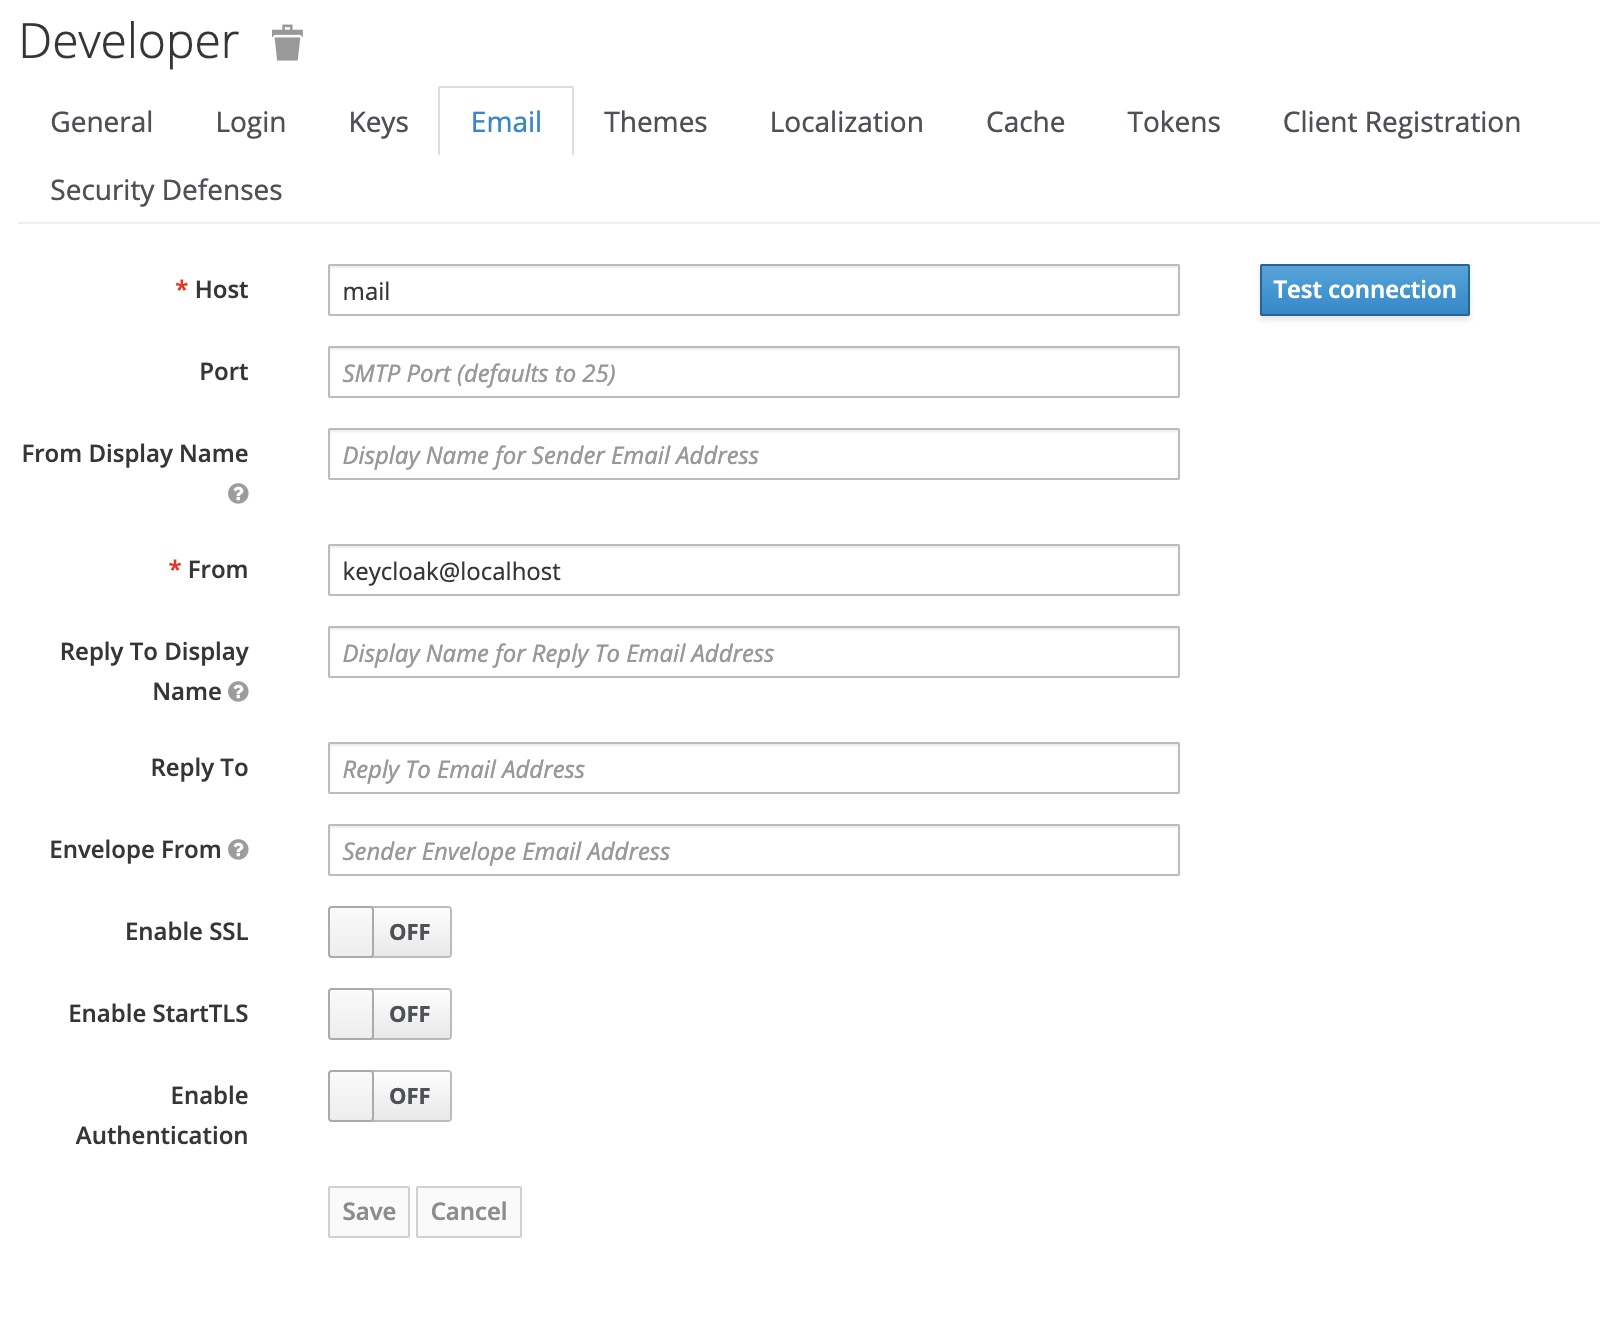 Developer
General Login Keys Email Themes Localization Cache Tokens Client Registration
Security Defenses
* Host mail Test connection
Port SMTP Port (defaults to 25)
From Display Name Display Name for Sender Email Address
?
* From keycloak@localhost
Reply To Display Display Name for Reply To Email Address
Name ?
Reply To Reply To Email Address
Envelope From ? Sender Envelope Email Address
Enable SSL OFF
Enable StartTLS OFF
Enable OFF
Authentication
Save Cancel